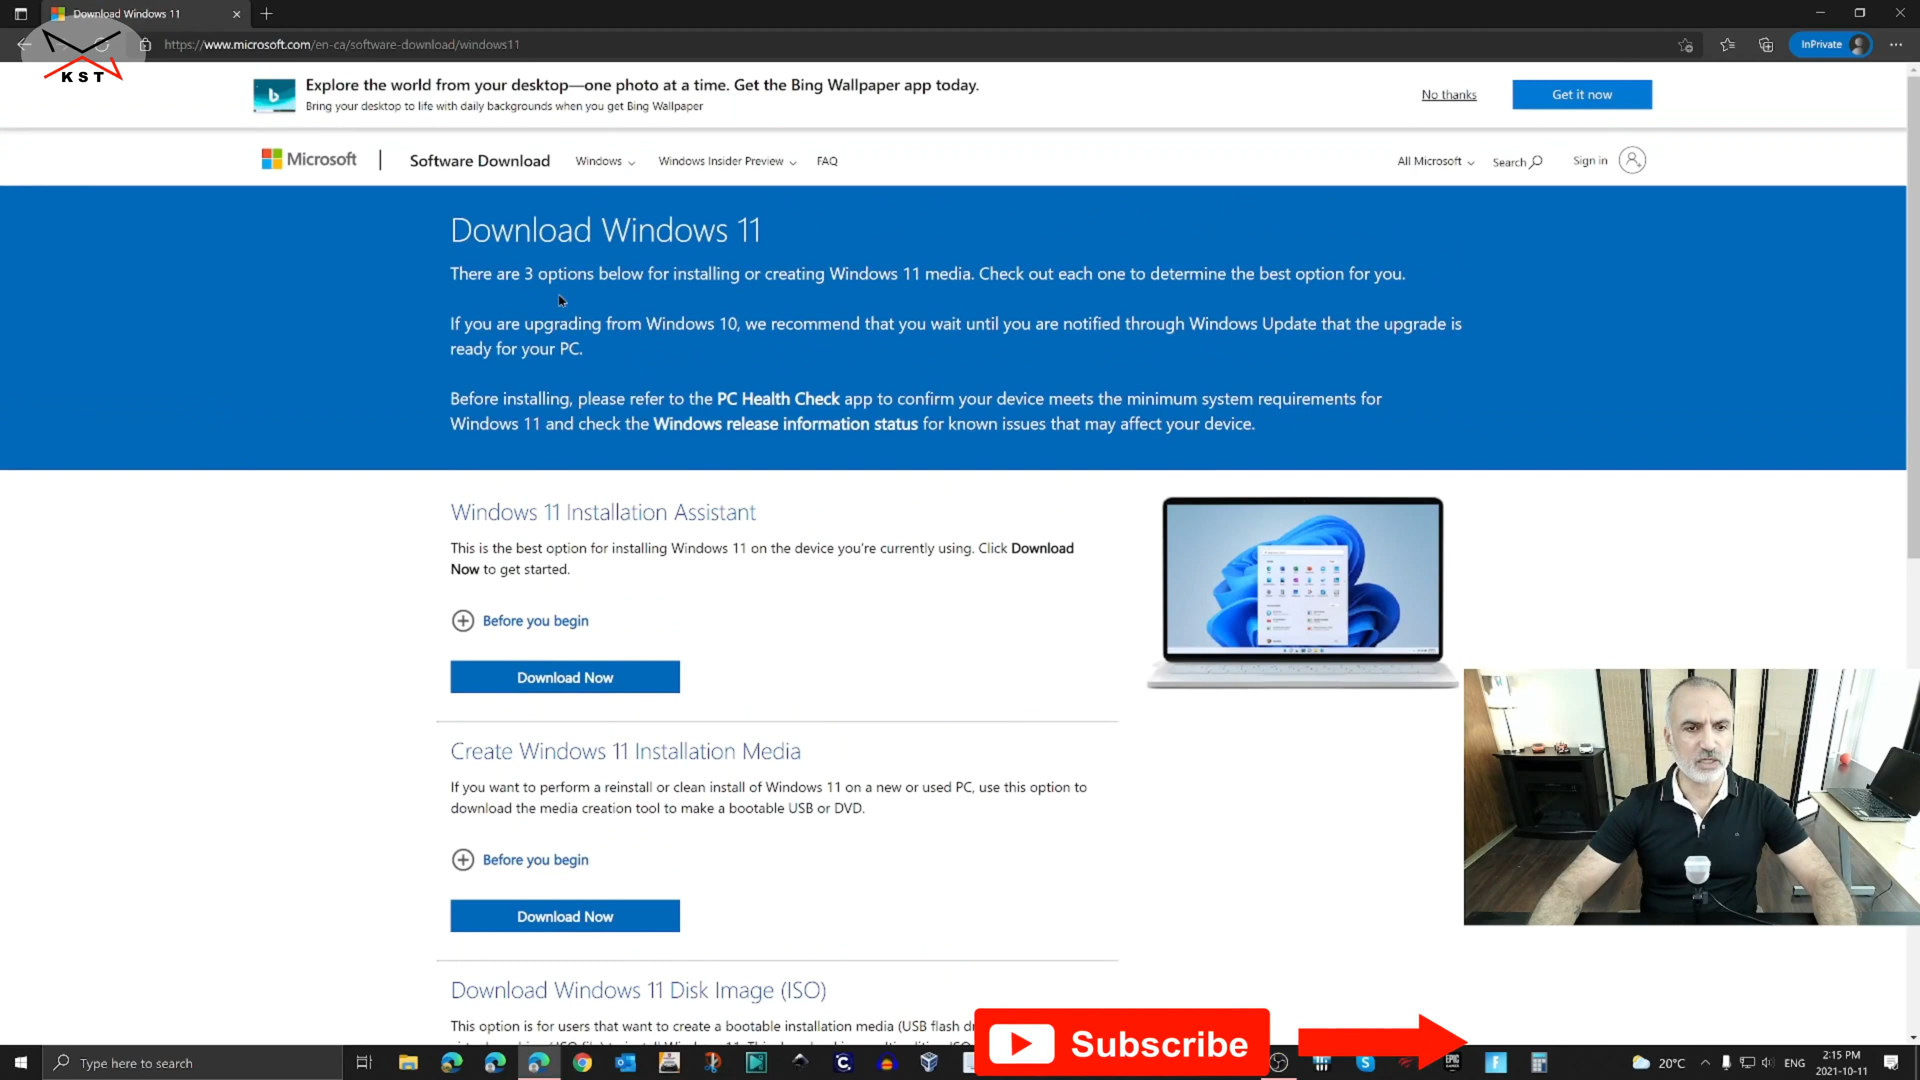 Download Windows 11
https://www.microsoft.com/en-ca/software-download/windows11
InPrivate
KST
Explore the world from your desktop—one photo at a time. Get the Bing Wallpaper app today.
Bring your desktop to life with daily backgrounds when you get Bing Wallpaper
No thanks
Get it now
Microsoft
Software Download
Windows
Windows Insider Preview
FAQ
All Microsoft
Search
Sign in
Download Windows 11
There are 3 options below for installing or creating Windows 11 media. Check out each one to determine the best option for you.
If you are upgrading from Windows 10, we recommend that you wait until you are notified through Windows Update that the upgrade is
ready for your PC.
Before installing, please refer to the PC Health Check app to confirm your device meets the minimum system requirements for
Windows 11 and check the Windows release information status for known issues that may affect your device.
Windows 11 Installation Assistant
This is the best option for installing Windows 11 on the device you're currently using. Click Download
Now to get started.
Before you begin
Download Now
Create Windows 11 Installation Media
If you want to perform a reinstall or clean install of Windows 11 on a new or used PC, use this option to
download the media creation tool to make a bootable USB or DVD.
Before you begin
Download Now
Download Windows 11 Disk Image (ISO)
This option is for users that want to create a bootable installation media (USB flash
Subscribe
Type here to search
20°C
ENG
2:15 PM
2021-10-11